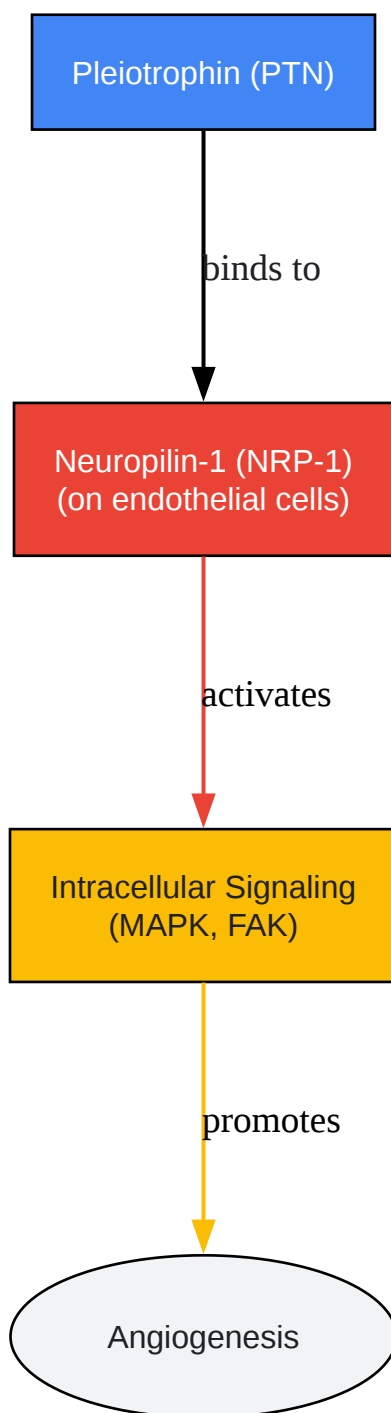 Pleiotrophin (PTN)
binds to
Neuropilin-1 (NRP-1)
(on endothelial cells)
activates
Intracellular Signaling
(MAPK, FAK)
promotes
Angiogenesis